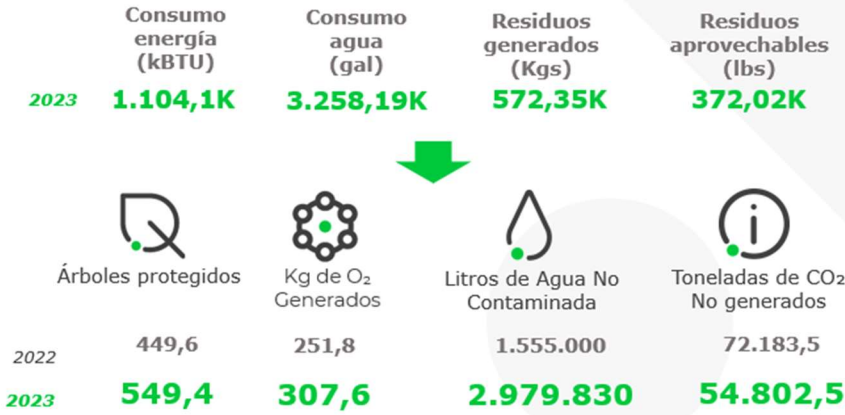 Consumo energía (kBTU)
Consumo agua (gal)
Residuos generados (Kgs)
Residuos aprovechables (lbs)
2023 1.104,1K 3.258,19K 572,35K 372,02K
Árboles protegidos
Kg de O₂ Generados
Litros de Agua No Contaminada
Toneladas de CO₂ No generados
2022 449,6 251,8 1.555.000 72.183,5
2023 549,4 307,6 2.979.830 54.802,5